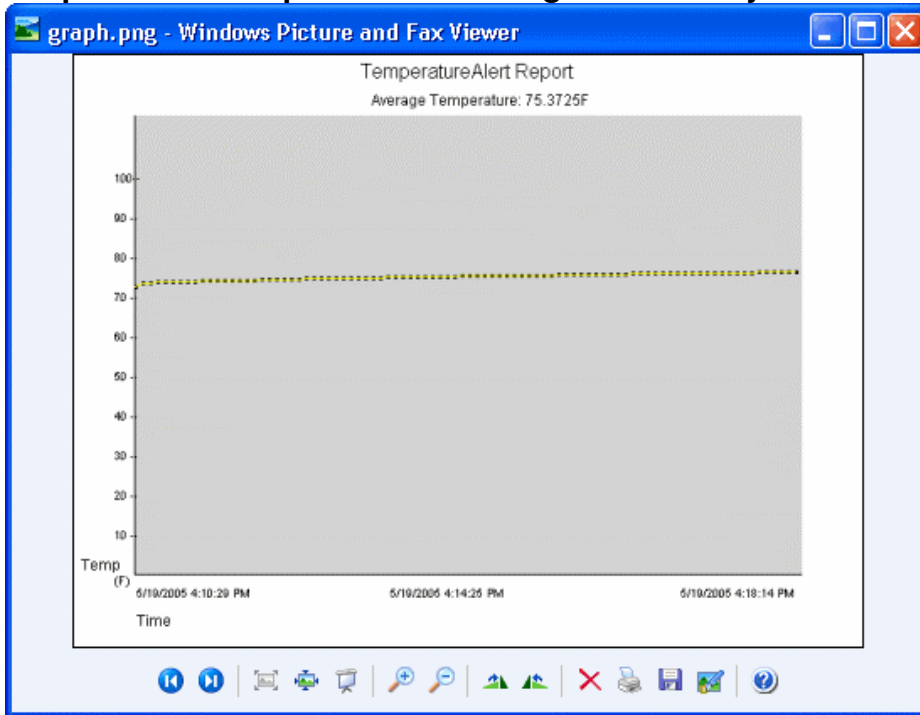 graph.png - Windows Picture and Fax Viewer
TemperatureAlert Report
Average Temperature: 75.3725F
100
90
80
70
60
50
40
30
20
10
Temp
(F)
5/19/2005 4:10:29 PM 5/19/2005 4:14:25 PM 5/19/2005 4:18:14 PM
Time